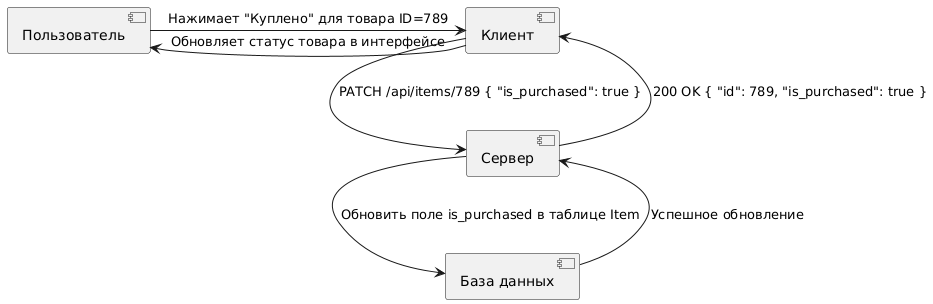 Нажимает "Куплено" для товара ID=789
Пользователь
Клиент
Обновляет статус товара в интерфейсе
PATCH /api/items/789 { "is_purchased": true }
200 OK { "id": 789, "is_purchased": true }
Сервер
Обновить поле is_purchased в таблице Item
Успешное обновление
База данных